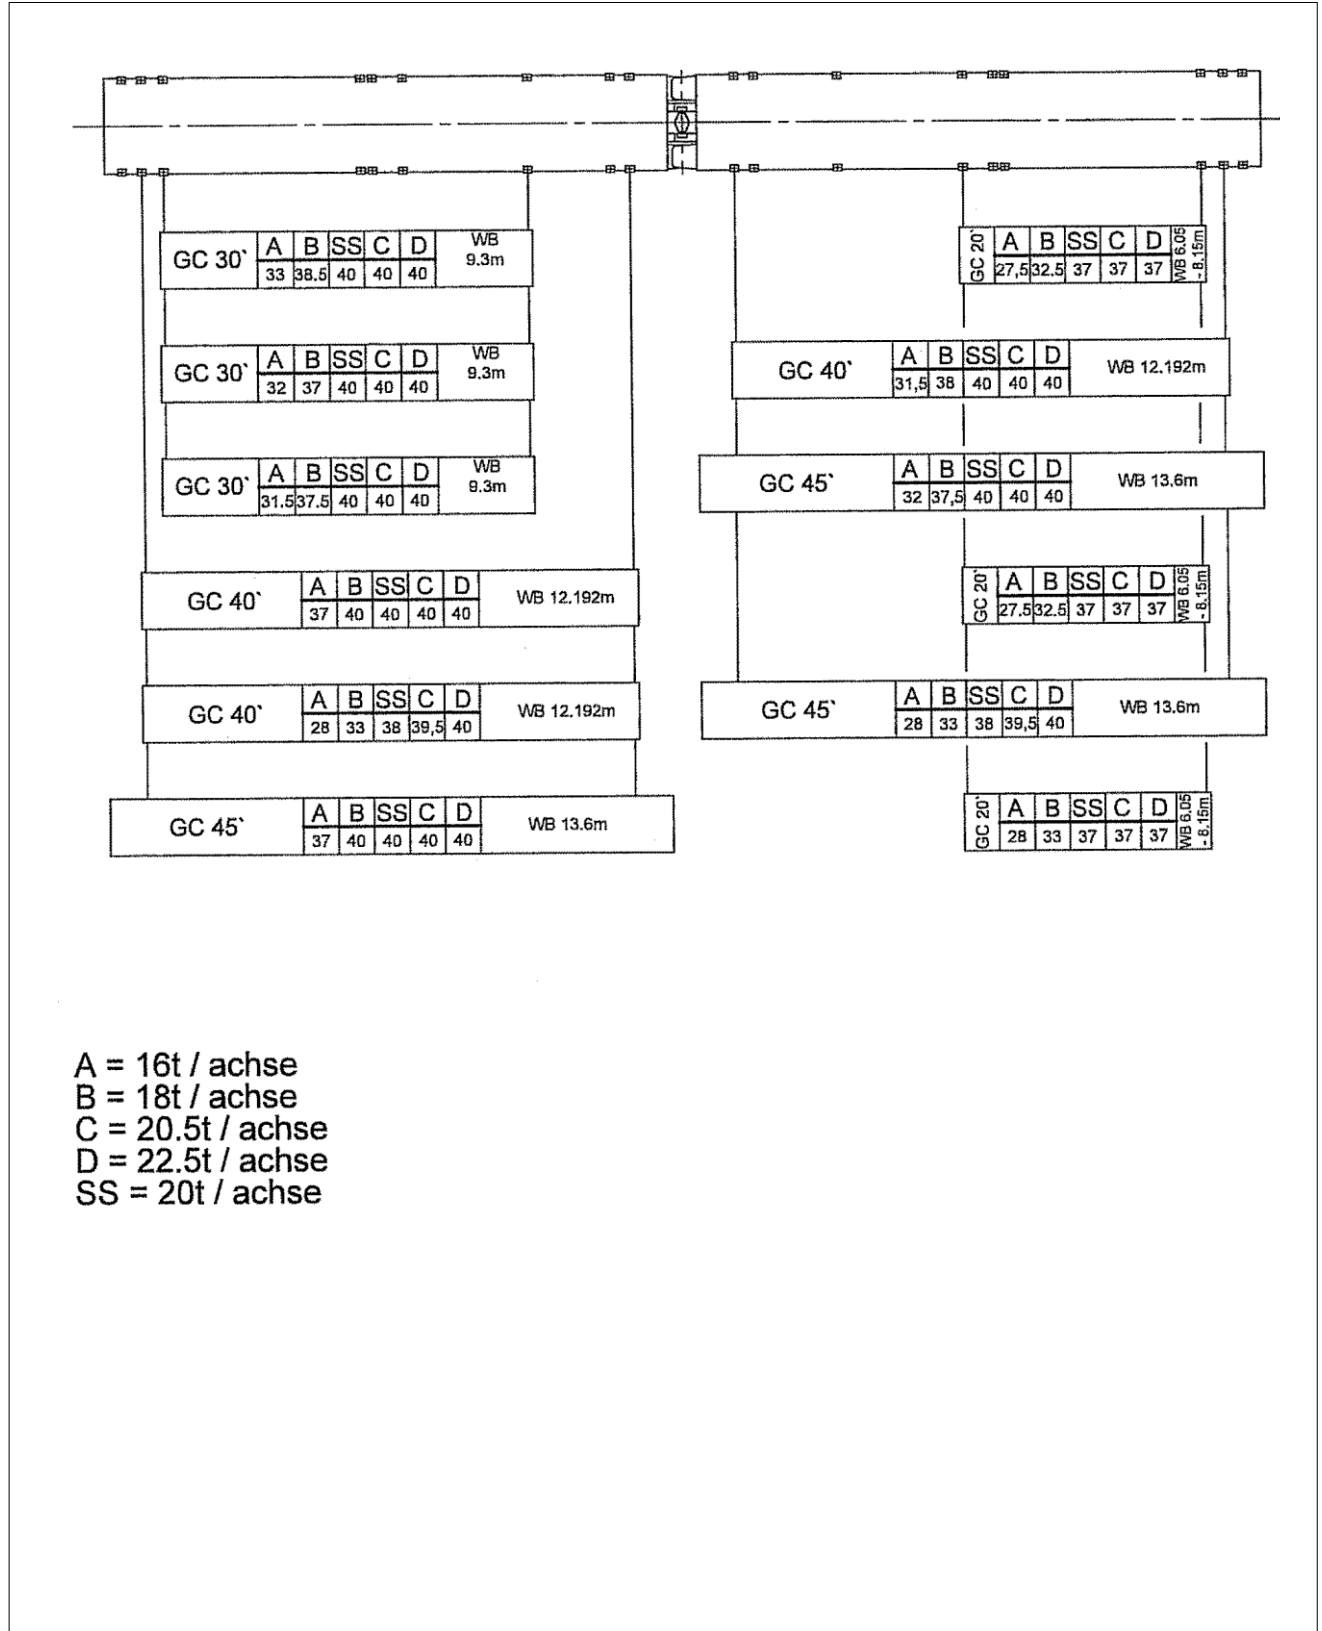 GC 30` A B SS C D WB
9.3m
33 38.5 40 40 40
GC 20` A B SS C D WB 6.05
- 8.15m
27,5 32.5 37 37 37
GC 30` A B SS C D WB
9.3m
32 37 40 40 40
GC 40` A B SS C D WB 12.192m
31,5 38 40 40 40
GC 30` A B SS C D WB
9.3m
31.5 37.5 40 40 40
GC 45` A B SS C D WB 13.6m
32 37,5 40 40 40
GC 40` A B SS C D WB 12.192m
37 40 40 40 40
GC 20` A B SS C D WB 6.05
- 8.15m
27.5 32.5 37 37 37
GC 40` A B SS C D WB 12.192m
28 33 38 39,5 40
GC 45` A B SS C D WB 13.6m
28 33 38 39,5 40
GC 45` A B SS C D WB 13.6m
37 40 40 40 40
GC 20` A B SS C D WB 6.05
- 8.15m
28 33 37 37 37
A = 16t / achse
B = 18t / achse
C = 20.5t / achse
D = 22.5t / achse
SS = 20t / achse